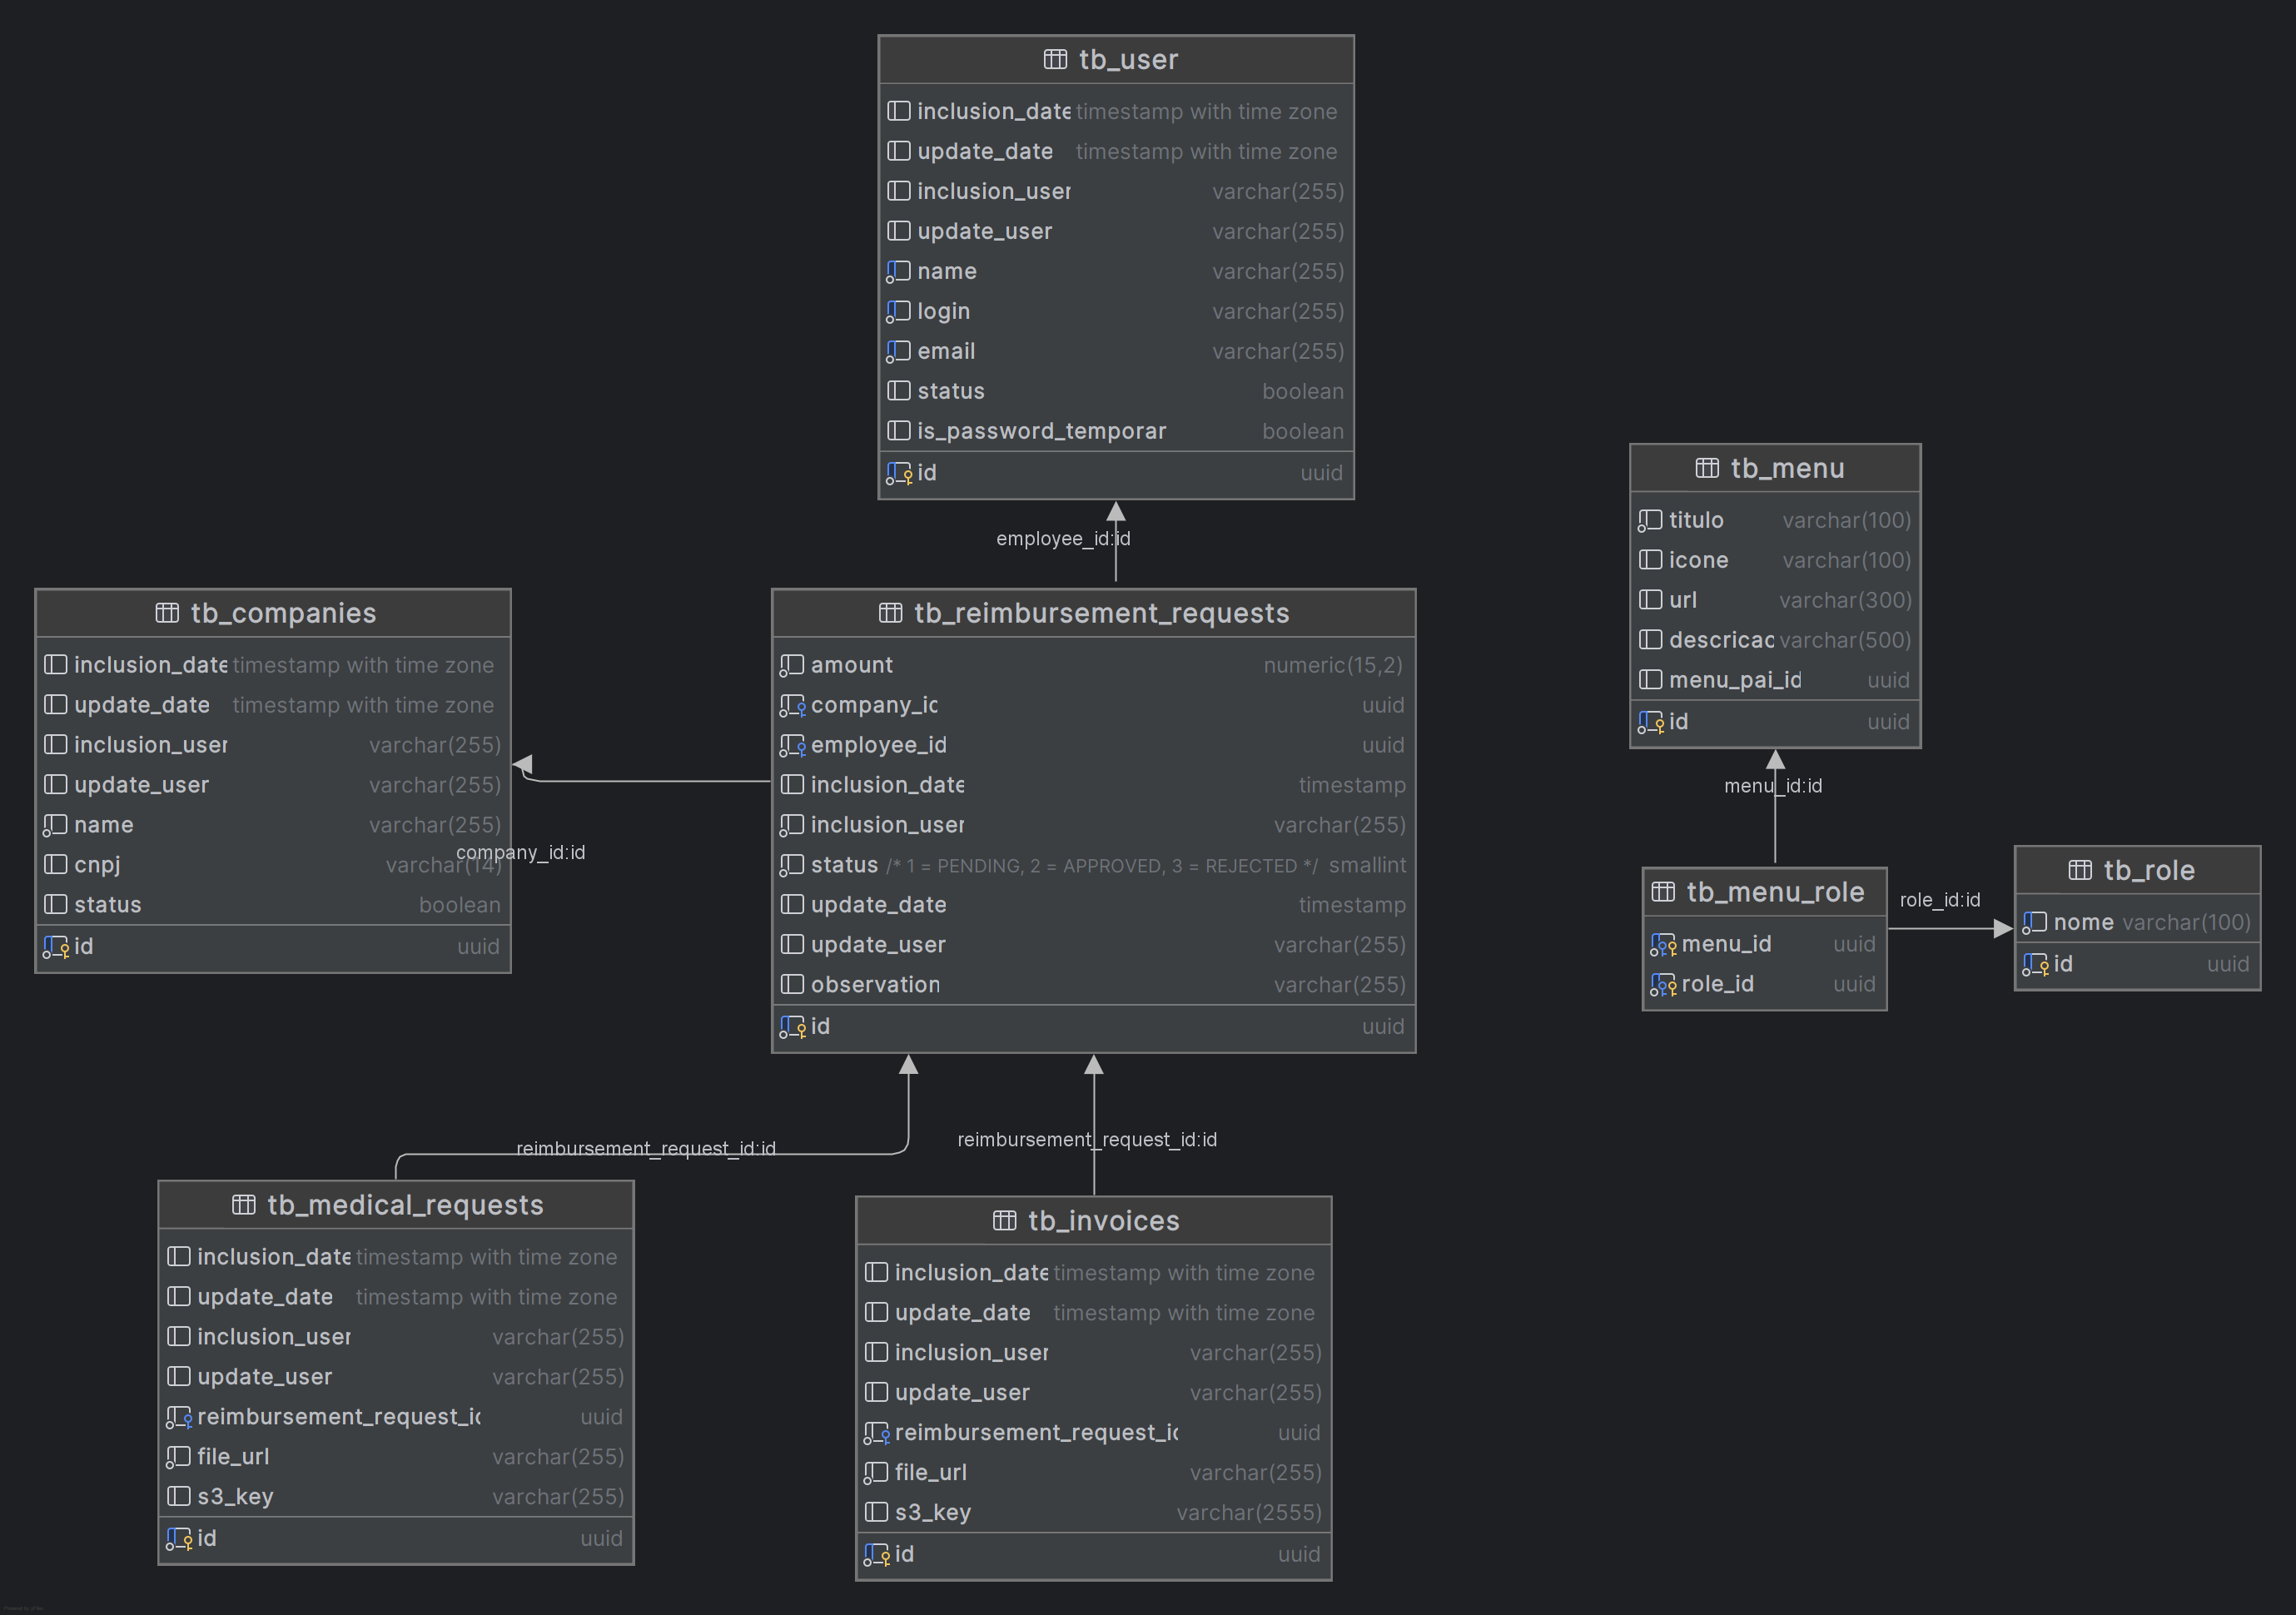 tb_user
inclusion_date timestamp with time zone
update_date timestamp with time zone
inclusion_user varchar(255)
update_user varchar(255)
name varchar(255)
login varchar(255)
email varchar(255)
status boolean
is_password_temporar boolean
id uuid
employee_id:id
tb_companies
inclusion_date timestamp with time zone
update_date timestamp with time zone
inclusion_user varchar(255)
update_user varchar(255)
name varchar(255)
cnpj varchar(14)
status boolean
id uuid
company_id:id
tb_reimbursement_requests
amount numeric(15,2)
company_ic uuid
employee_id uuid
inclusion_date timestamp
inclusion_user varchar(255)
status /* 1 = PENDING, 2 = APPROVED, 3 = REJECTED */ smallint
update_date timestamp
update_user varchar(255)
observation varchar(255)
id uuid
tb_menu
titulo varchar(100)
icone varchar(100)
url varchar(300)
descricac varchar(500)
menu_pai_id uuid
id uuid
menu_id:id
tb_menu_role
menu_id uuid
role_id uuid
role_id:id
tb_role
nome varchar(100)
id uuid
reimbursement_request_id:id
reimbursement_request_id:id
tb_medical_requests
inclusion_date timestamp with time zone
update_date timestamp with time zone
inclusion_user varchar(255)
update_user varchar(255)
reimbursement_request_ic uuid
file_url varchar(255)
s3_key varchar(255)
id uuid
tb_invoices
inclusion_date timestamp with time zone
update_date timestamp with time zone
inclusion_user varchar(255)
update_user varchar(255)
reimbursement_request_ic uuid
file_url varchar(255)
s3_key varchar(2555)
id uuid